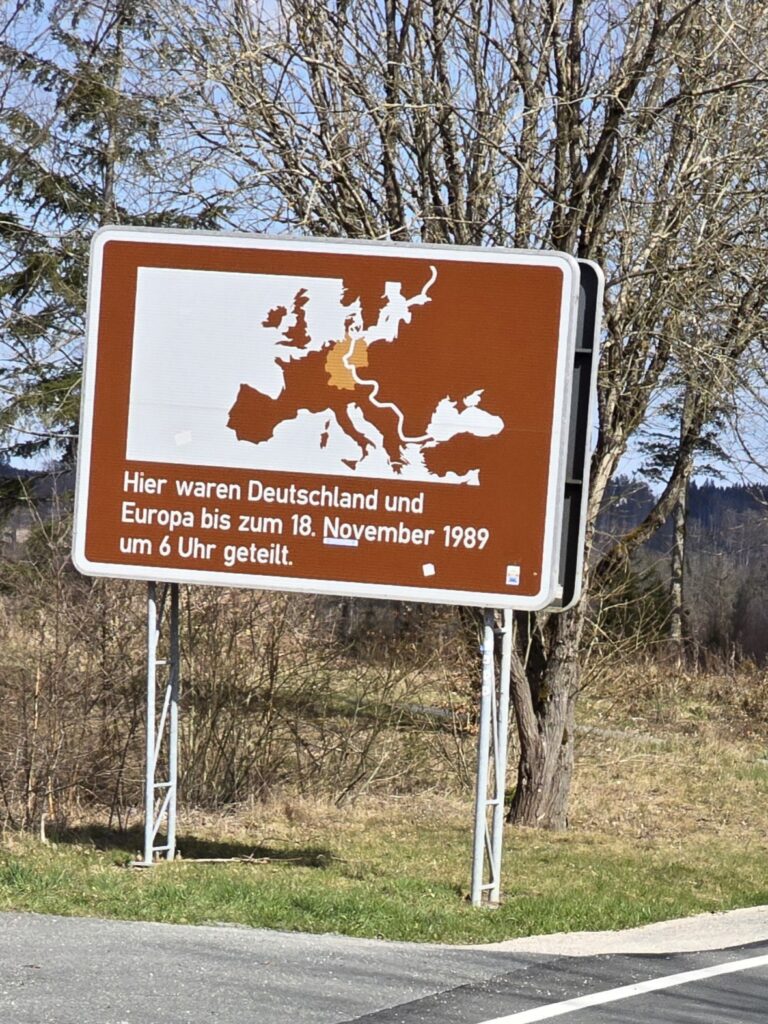 Hier waren Deutschland und
Europa bis zum 18. November 1989
um 6 Uhr geteilt.